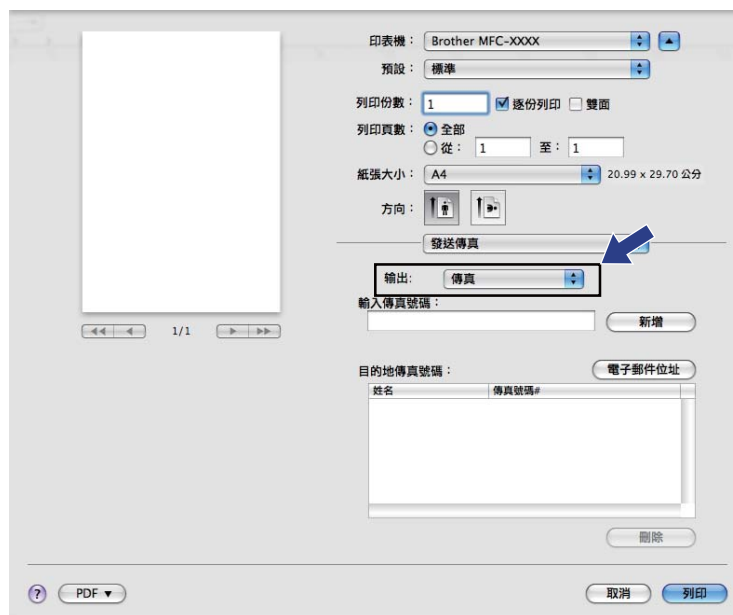 印表機： Brother MFC-XXXX
預設： 標準
列印份數： 1 逐份列印 雙面
列印頁數： 全部
從： 1 至： 1
紙張大小： A4 20.99 x 29.70 公分
方向：
發送傳真
輸出: 傳真
輸入傳真號碼：
1/1 新增
目的地傳真號碼： 電子郵件位址
姓名 傳真號碼#
刪除
? PDF ▼ 取消 列印